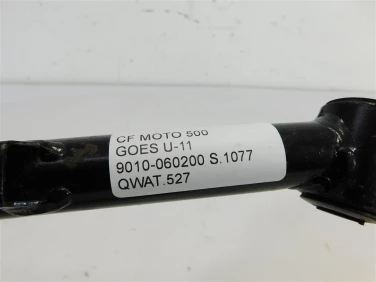 CF MOTO 500
GOES U-11
9010-060200 S.1077
QWAT.527